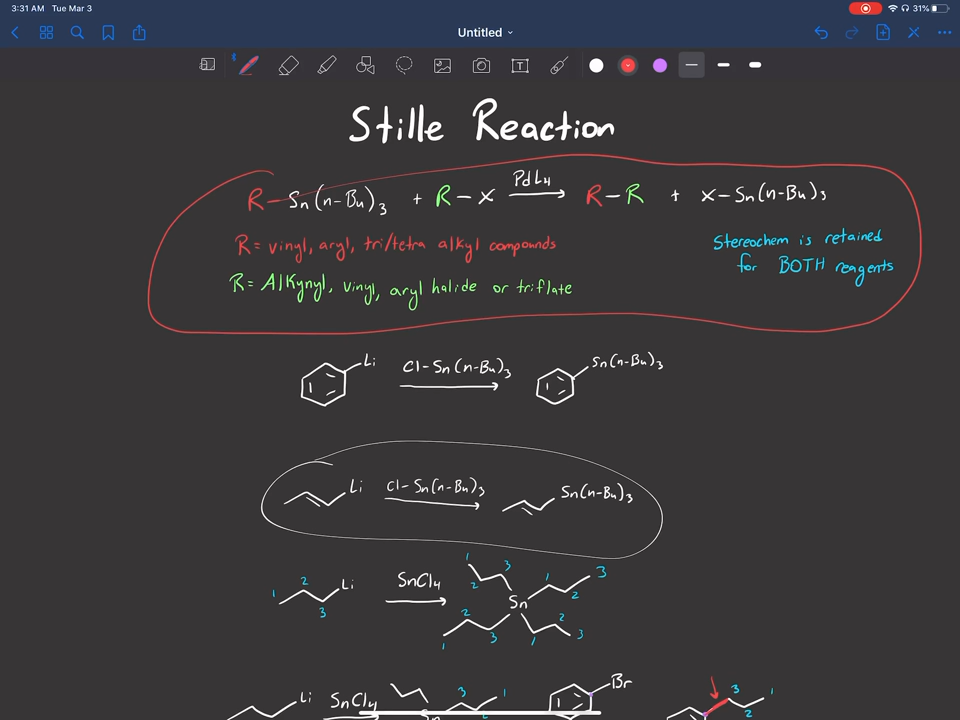 3:31 AM Tue Mar 3
31%
Untitled
Stille Reaction
R-Sn(n-Bu)3 + R-X PdL4 R-R + X-Sn(n-Bu)3
R= vinyl, aryl, tri/tetra alkyl compounds
R= Alkynyl, vinyl, aryl halide or triflate
Stereochem is retained
for BOTH reagents
Li Cl-Sn(n-Bu)3 Sn(n-Bu)3
Li Cl-Sn(n-Bu)3 Sn(n-Bu)3
1 2 3 Li SnCl4 Sn 1 2 3 1 2 3 1 2 3 1 2 3
Li SnCl4 Sn 3 1 2 Br 3 1 2